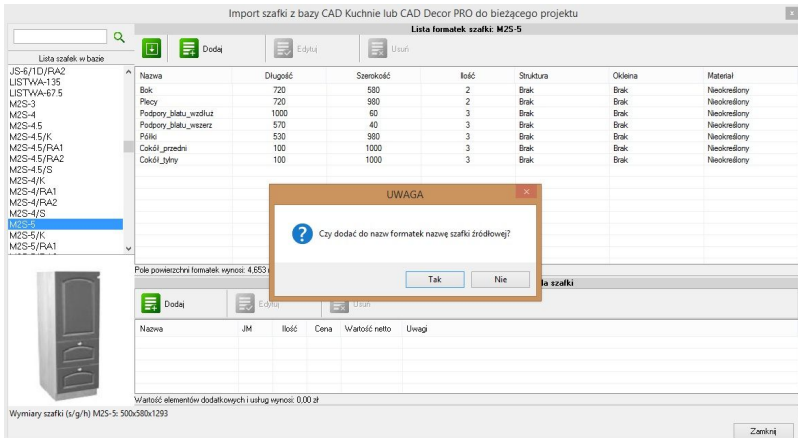 Import szafki z bazy CAD Kuchnie lub CAD Decor PRO do bieżącego projektu
x
Lista szafek w bazie
JS-6/1D/RA2
LISTWA-135
LISTWA-67.5
M2S-3
M2S-4
M2S-4.5
M2S-4.5/K
M2S-4.5/RA1
M2S-4.5/RA2
M2S-4.5/S
M2S-4/K
M2S-4/RA1
M2S-4/RA2
M2S-4/S
M2S-5
M2S-5/K
M2S-5/RA1
Lista formatek szafki: M2S-5
Dodaj Edytuj Usuń
Nazwa Długość Szerokość Ilość Struktura Okleina Materiał
Bok 720 580 2 Brak Brak Nieokreślony
Plecy 720 980 2 Brak Brak Nieokreślony
Podpory_blatu_wzdłuż 1000 60 3 Brak Brak Nieokreślony
Podpory_blatu_wszerz 570 40 3 Brak Brak Nieokreślony
Półki 530 980 3 Brak Brak Nieokreślony
Cokół_przedni 100 1000 3 Brak Brak Nieokreślony
Cokół_tylny 100 1000 3 Brak Brak Nieokreślony
UWAGA
x
Czy dodać do nazw formatek nazwę szafki źródłowej?
Tak Nie
Pole powierzchni formatek wynosi: 4,653
la szafki
Dodaj Edytuj Usuń
Nazwa JM Ilość Cena Wartość netto Uwagi
Wartość elementów dodatkowych i usług wynosi: 0,00 zł
Wymiary szafki (s/g/h) M2S-5: 500x580x1293
Zamknij